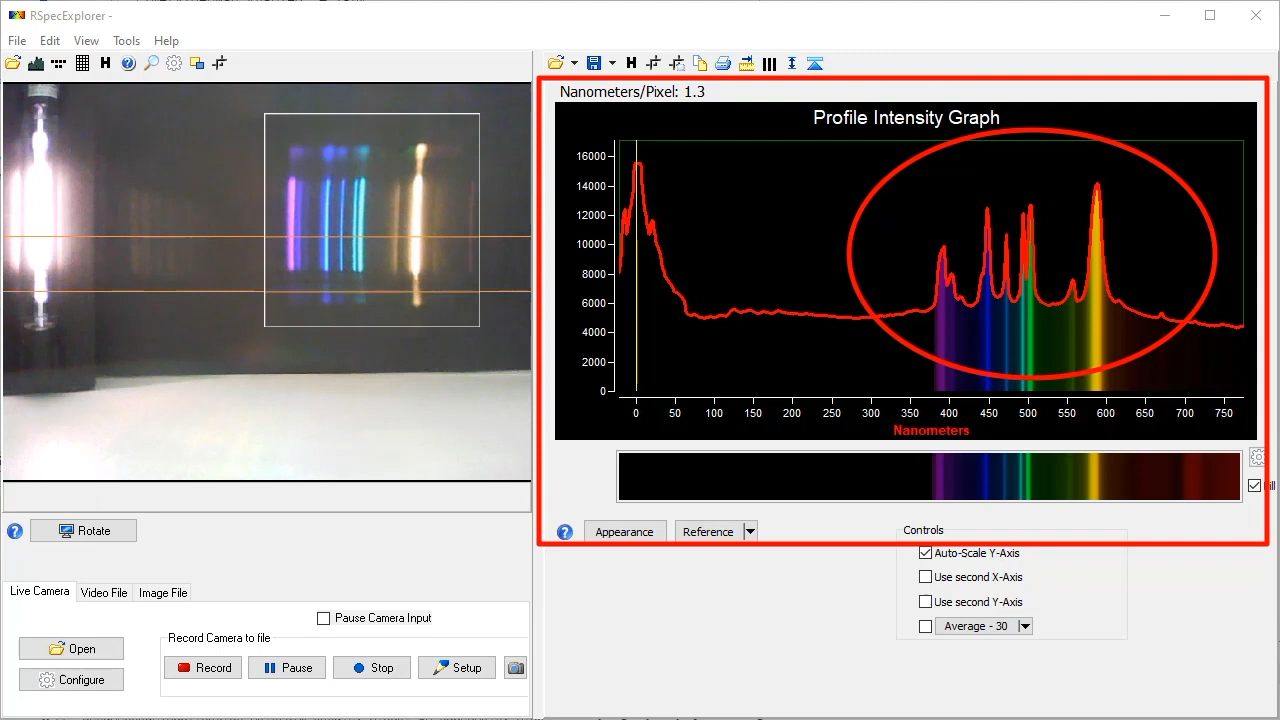 RSpecExplorer -
File Edit View Tools Help
H
H
Nanometers/Pixel: 1.3
Profile Intensity Graph
16000
14000
12000
10000
8000
6000
4000
2000
0
0 50 100 150 200 250 300 350 400 450 500 550 600 650 700 750
Nanometers
Rotate
Appearance
Reference
Controls
Auto-Scale Y-Axis
Use second X-Axis
Use second Y-Axis
Average - 30
Live Camera
Video File
Image File
Pause Camera Input
Record Camera to file
Open
Record
Pause
Stop
Setup
Configure